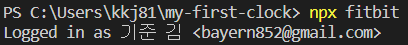 PS C:\Users\kkj81\my-first-clock> npx fitbit
Logged in as 기준 김 <bayern852@gmail.com>